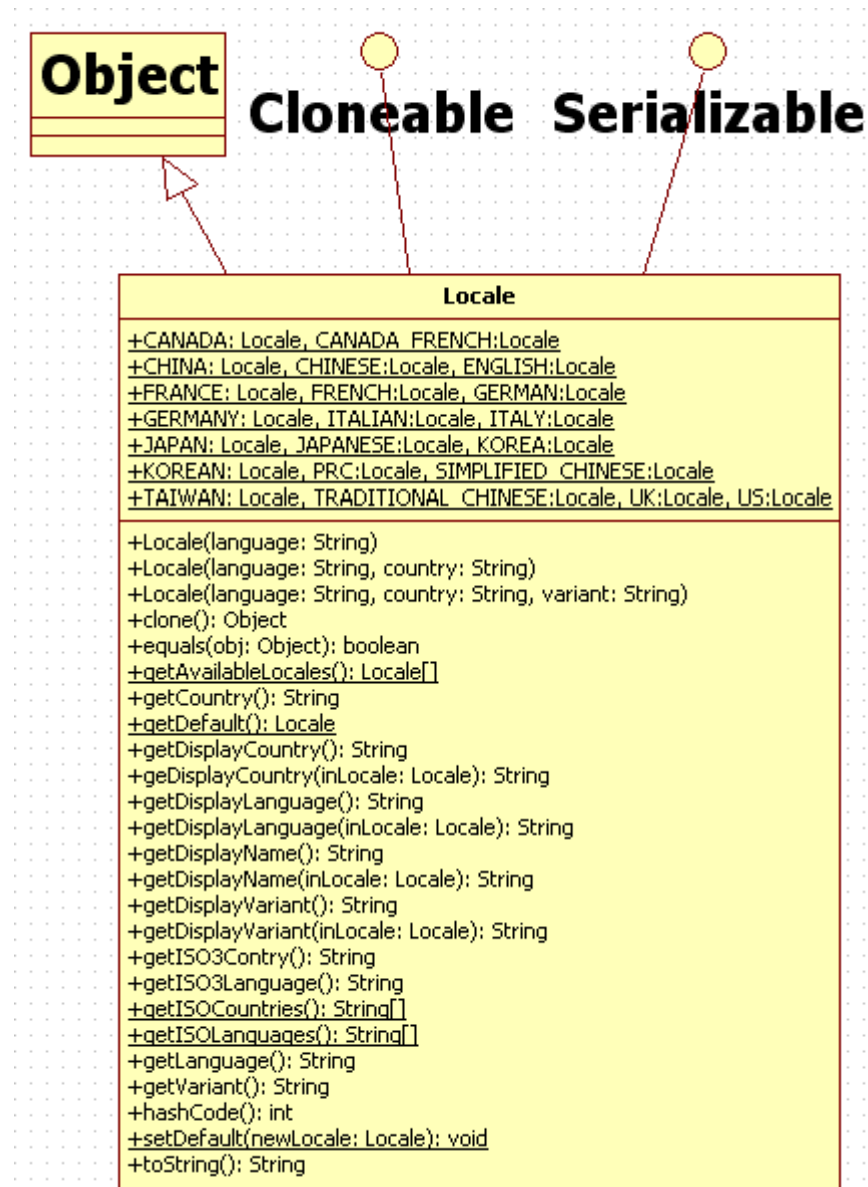 Object
Cloneable Serializable
Locale
+CANADA: Locale, CANADA_FRENCH:Locale
+CHINA: Locale, CHINESE:Locale, ENGLISH:Locale
+FRANCE: Locale, FRENCH:Locale, GERMAN:Locale
+GERMANY: Locale, ITALIAN:Locale, ITALY:Locale
+JAPAN: Locale, JAPANESE:Locale, KOREA:Locale
+KOREAN: Locale, PRC:Locale, SIMPLIFIED_CHINESE:Locale
+TAIWAN: Locale, TRADITIONAL_CHINESE:Locale, UK:Locale, US:Locale
+Locale(language: String)
+Locale(language: String, country: String)
+Locale(language: String, country: String, variant: String)
+clone(): Object
+equals(obj: Object): boolean
+getAvailableLocales(): Locale[]
+getCountry(): String
+getDefault(): Locale
+getDisplayCountry(): String
+geDisplayCountry(inLocale: Locale): String
+getDisplayLanguage(): String
+getDisplayLanguage(inLocale: Locale): String
+getDisplayName(): String
+getDisplayName(inLocale: Locale): String
+getDisplayVariant(): String
+getDisplayVariant(inLocale: Locale): String
+getISO3Contry(): String
+getISO3Language(): String
+getISOCountries(): String[]
+getISOLanguages(): String[]
+getLanguage(): String
+getVariant(): String
+hashCode(): int
+setDefault(newLocale: Locale): void
+toString(): String